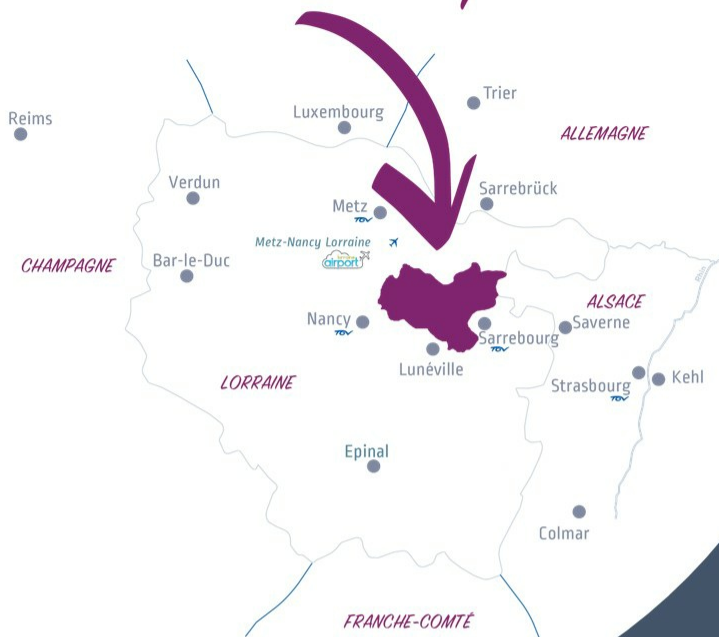 Trier
Reims
Luxembourg
ALLEMAGNE
Verdun
Sarrebrück
Metz
TGV
Metz-Nancy Lorraine
airport
CHAMPAGNE
Bar-le-Duc
Rhin
ALSACE
Nancy
TGV
Saverne
Sarrebourg
TGV
Lunéville
LORRAINE
Strasbourg
TGV
Kehl
Epinal
Colmar
FRANCHE-COMTÉ